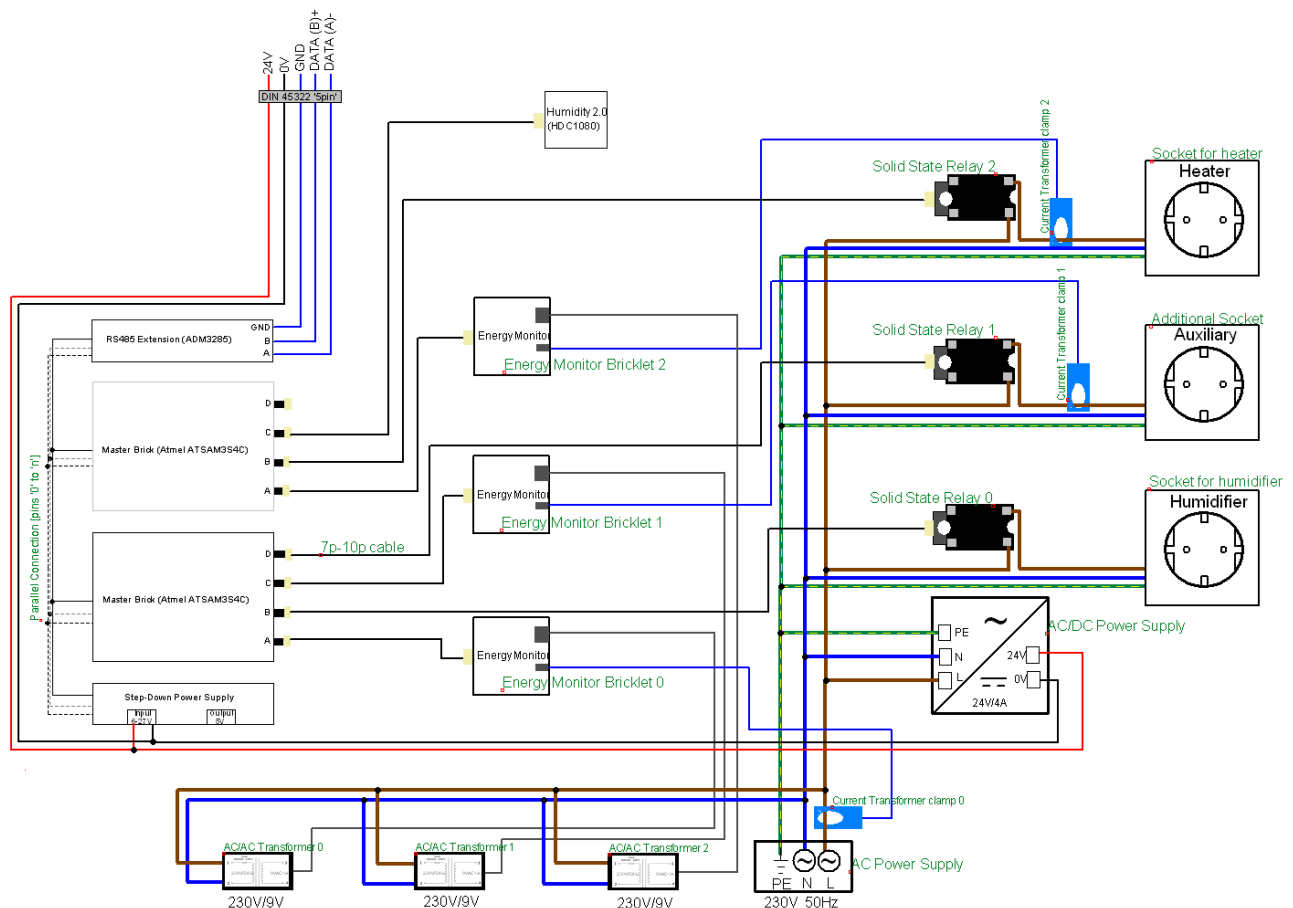 24V
0V
GND
DATA (B)+
DATA (A)-
DIN 45322 '5pin'
Humidity 2.0
(HDC1080)
Current Transformer clamp 2
Solid State Relay 2
Socket for heater
Heater
RS485 Extension (ADM3285)
GND
B
A
Energy Monitor
Energy Monitor Bricklet 2
Solid State Relay 1
Current Transformer clamp 1
Additional Socket
Auxiliary
Master Brick (Atmel ATSAM3S4C)
D
C
B
A
Parallel Connection [pins '0' to 'n']
Energy Monitor
Energy Monitor Bricklet 1
Solid State Relay 0
Socket for humidifier
Humidifier
7p-10p cable
Master Brick (Atmel ATSAM3S4C)
D
C
B
A
Energy Monitor
Energy Monitor Bricklet 0
AC/DC Power Supply
PE
N
L
24V
0V
24V/4A
Step-Down Power Supply
Input
6-27V
Output
5V
Current Transformer clamp 0
AC/AC Transformer 0
230V/9V
AC/AC Transformer 1
230V/9V
AC/AC Transformer 2
230V/9V
AC Power Supply
PE N L
230V 50Hz